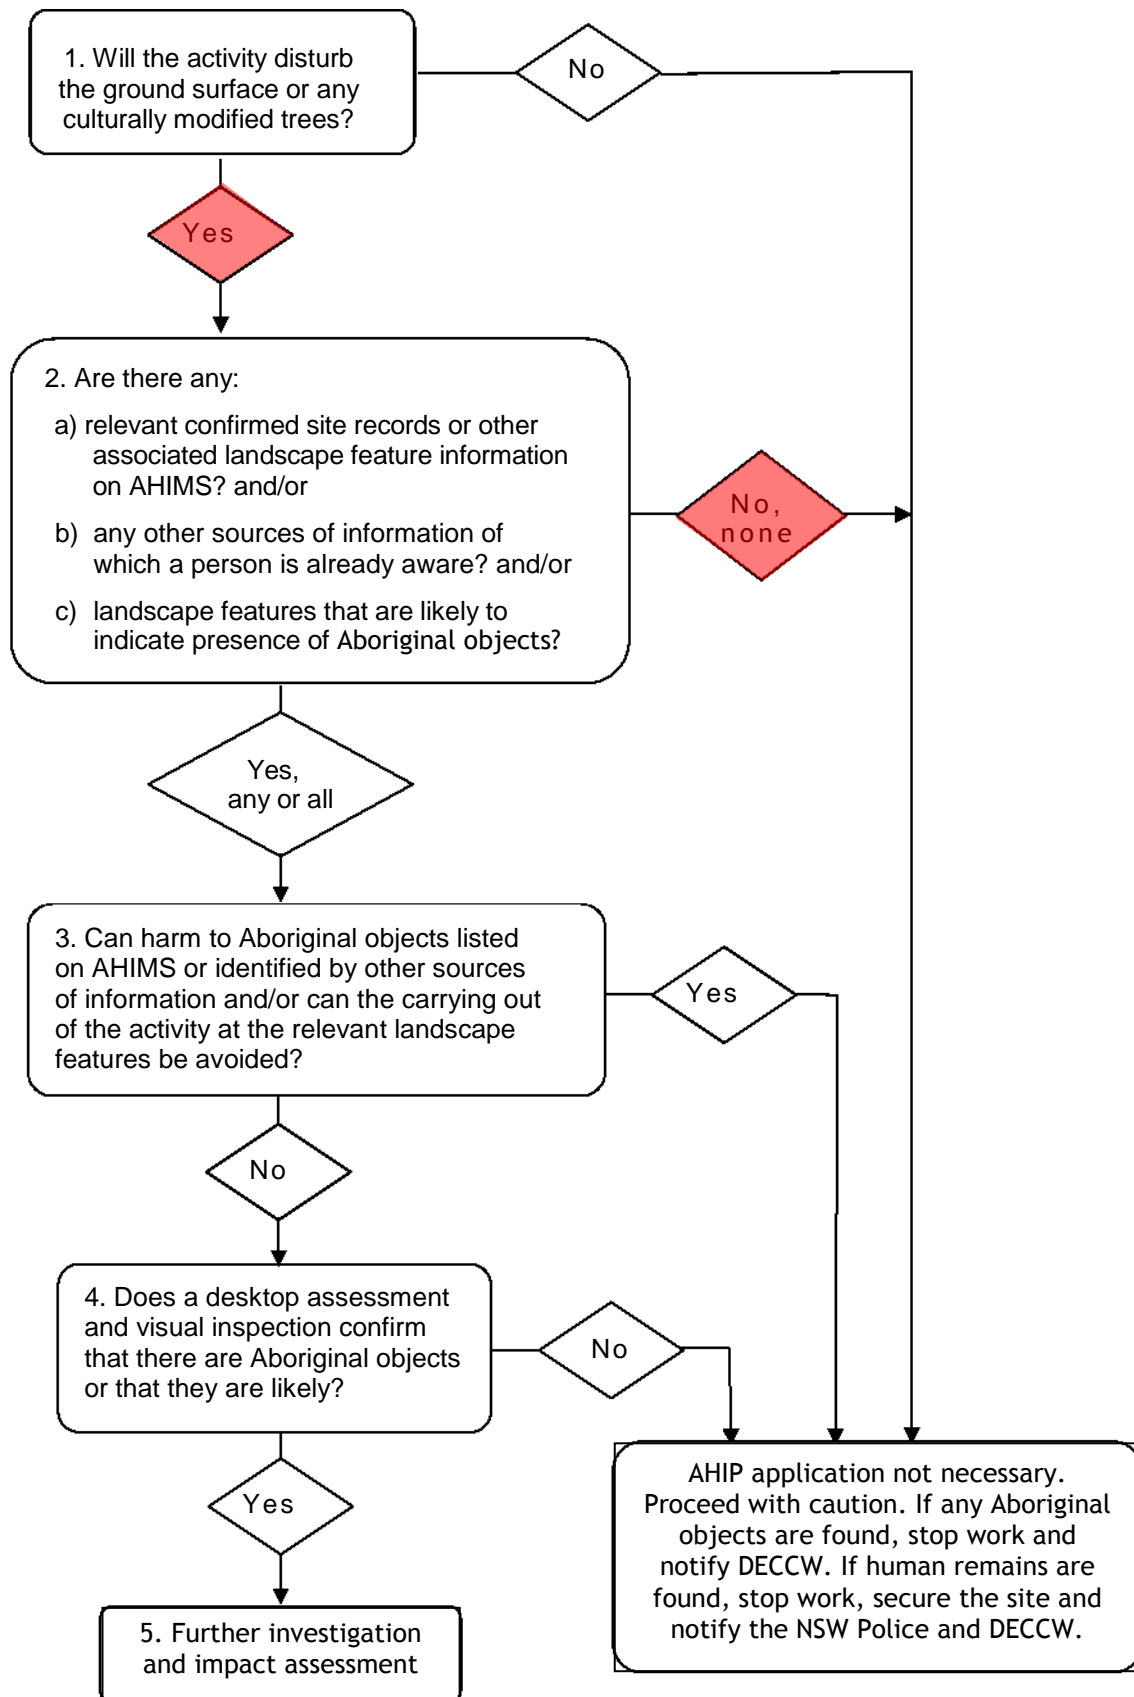 1. Will the activity disturb
the ground surface or any
culturally modified trees?
No
Yes
2. Are there any:
a) relevant confirmed site records or other
associated landscape feature information
on AHIMS? and/or
b) any other sources of information of
which a person is already aware? and/or
c) landscape features that are likely to
indicate presence of Aboriginal objects?
No,
none
Yes,
any or all
3. Can harm to Aboriginal objects listed
on AHIMS or identified by other sources
of information and/or can the carrying out
of the activity at the relevant landscape
features be avoided?
Yes
No
4. Does a desktop assessment
and visual inspection confirm
that there are Aboriginal objects
or that they are likely?
No
Yes
AHIP application not necessary.
Proceed with caution. If any Aboriginal
objects are found, stop work and
notify DECCW. If human remains are
found, stop work, secure the site and
notify the NSW Police and DECCW.
5. Further investigation
and impact assessment